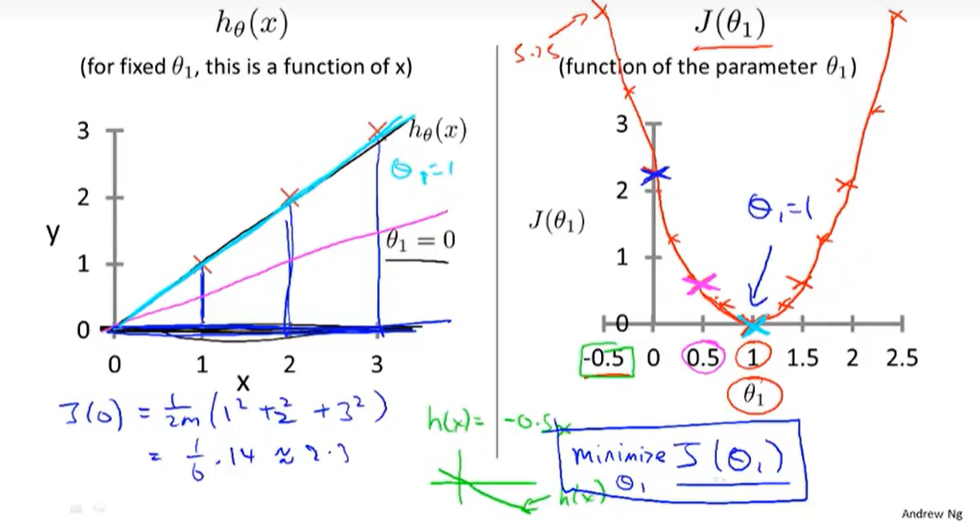 h_θ(x)
(for fixed θ₁, this is a function of x)
3
2
1
0
y
0 1 2 3
x
h_θ(x)
θ₁=1
θ₁ = 0
J(0) = 1/2m (1² + 2² + 3²)
= 1/6 · 14 ≈ 2.3
J(θ₁)
5.25
(function of the parameter θ₁)
3
2
1
0
J(θ₁)
θ₁=1
-0.5 0 0.5 1 1.5 2 2.5
θ₁
h(x) = -0.5x
h(x)
minimize J(θ₁)
θ₁
Andrew Ng